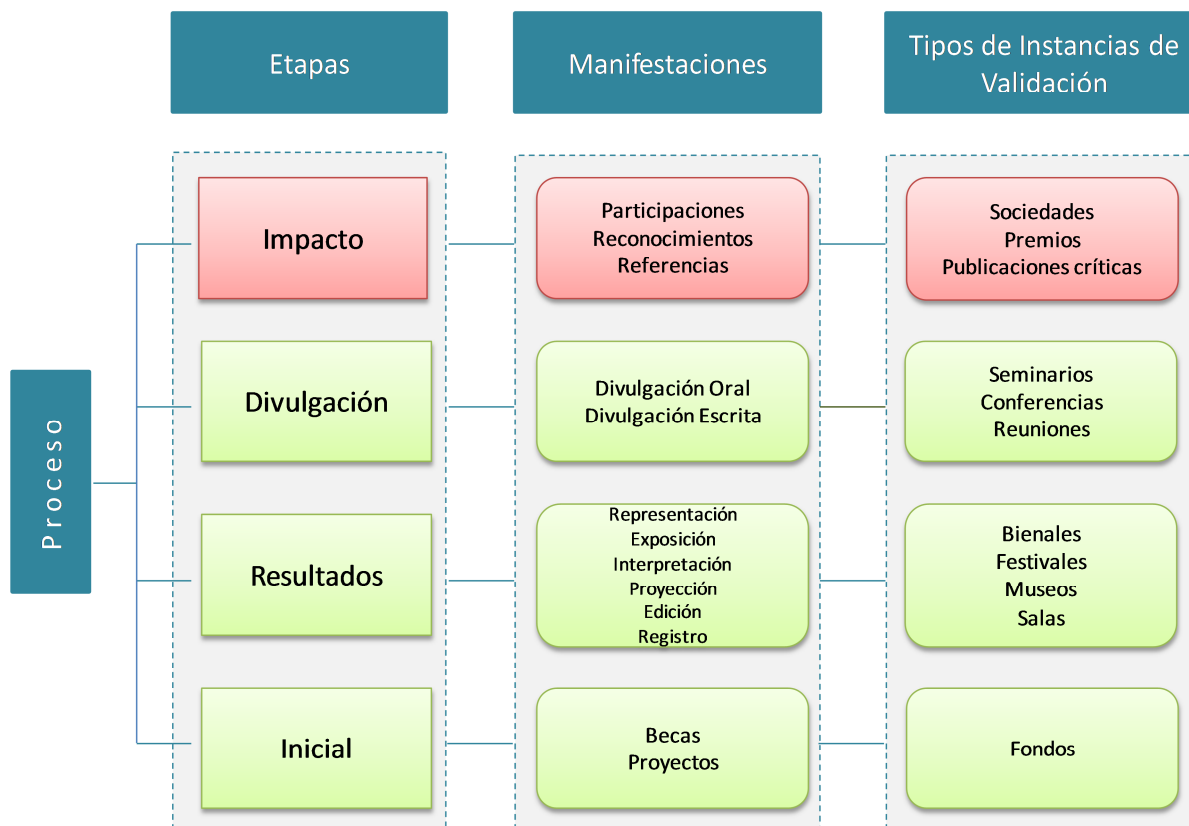 Etapas
Manifestaciones
Tipos de Instancias de
Validación
Proceso
Impacto
Participaciones
Reconocimientos
Referencias
Sociedades
Premios
Publicaciones críticas
Divulgación
Divulgación Oral
Divulgación Escrita
Seminarios
Conferencias
Reuniones
Resultados
Representación
Exposición
Interpretación
Proyección
Edición
Registro
Bienales
Festivales
Museos
Salas
Inicial
Becas
Proyectos
Fondos